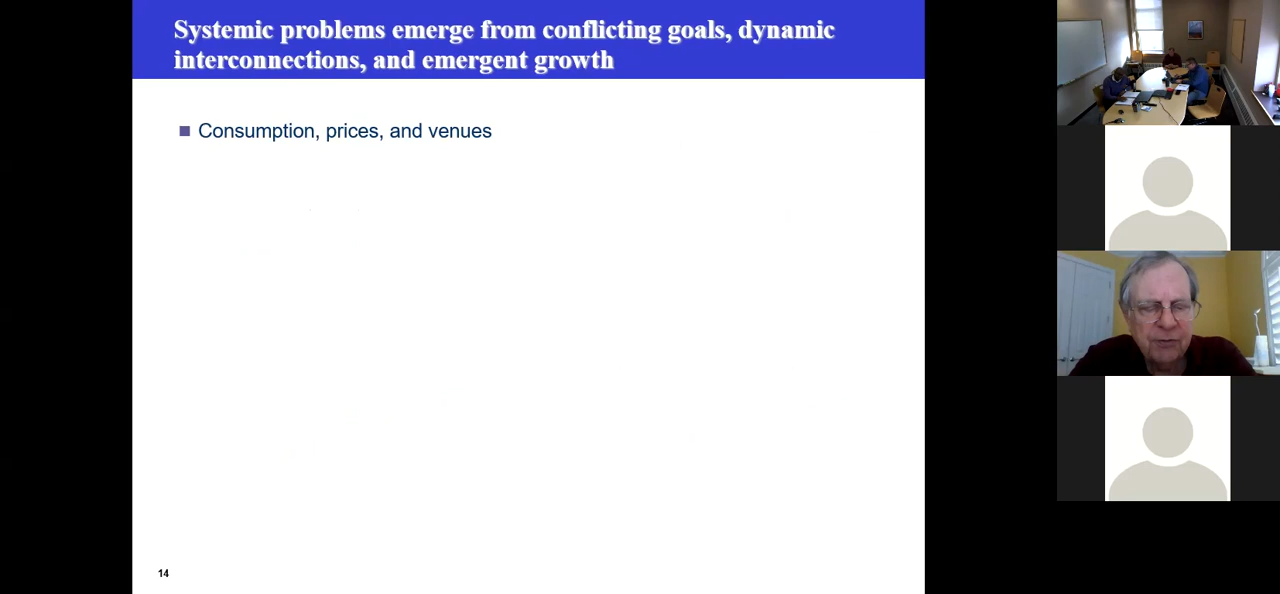 Systemic problems emerge from conflicting goals, dynamic
interconnections, and emergent growth
Consumption, prices, and venues
14